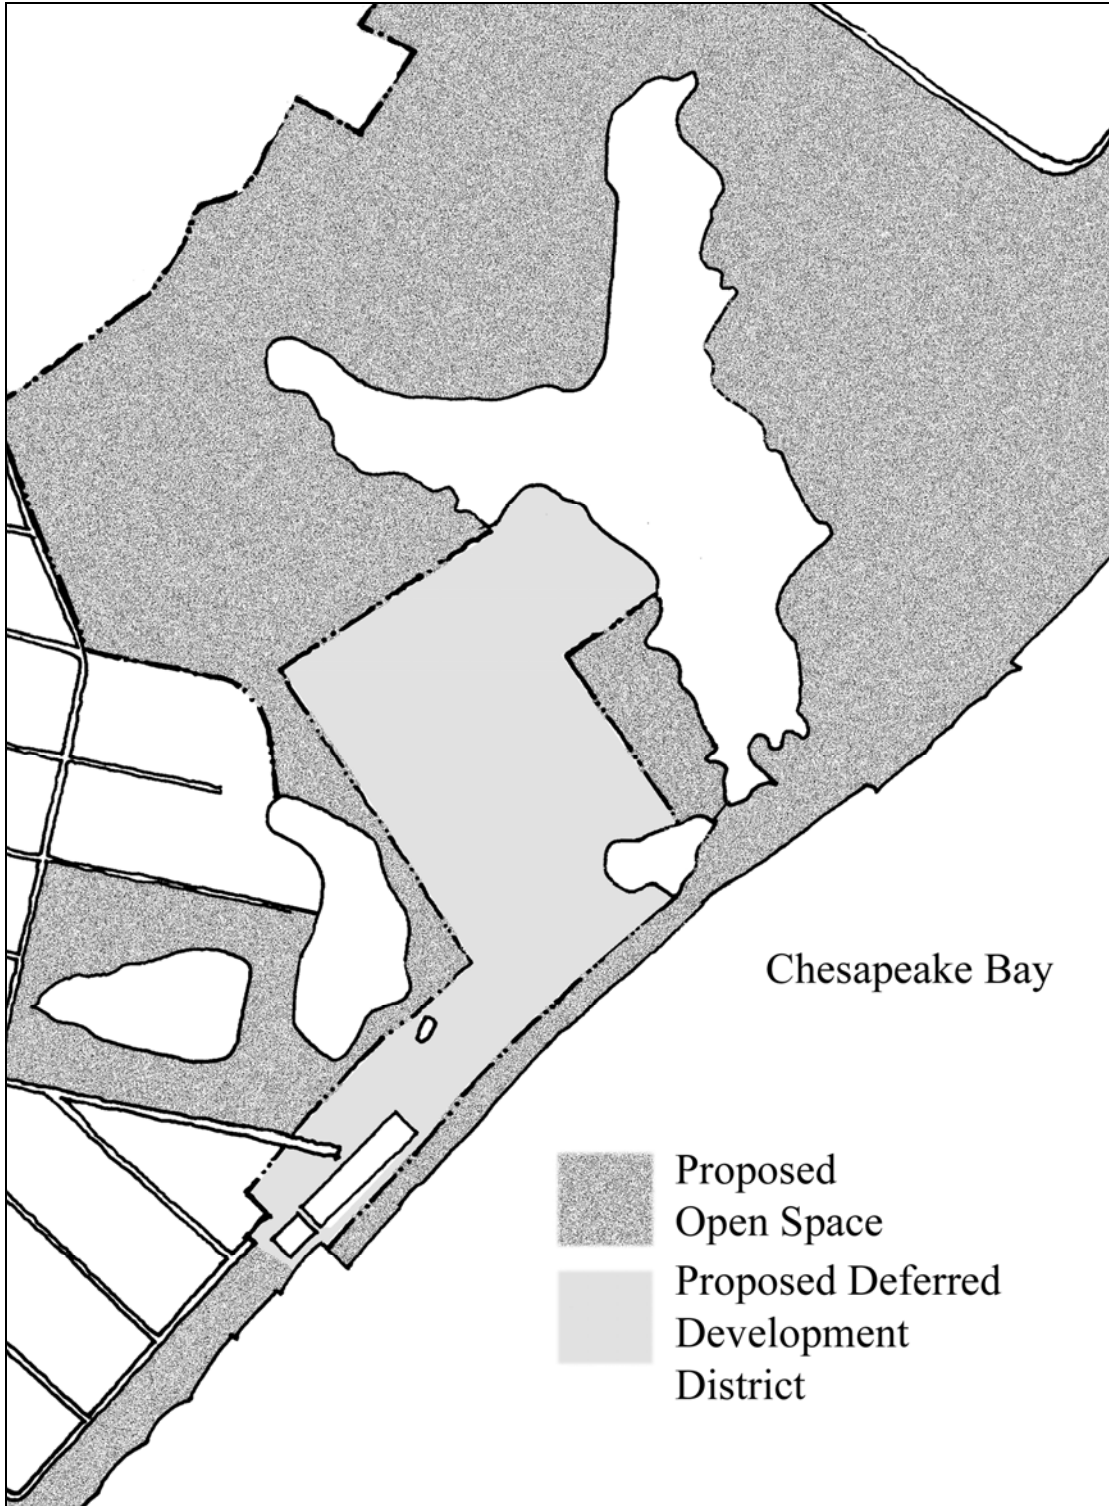 Chesapeake Bay
Proposed
Open Space
Proposed Deferred
Development
District